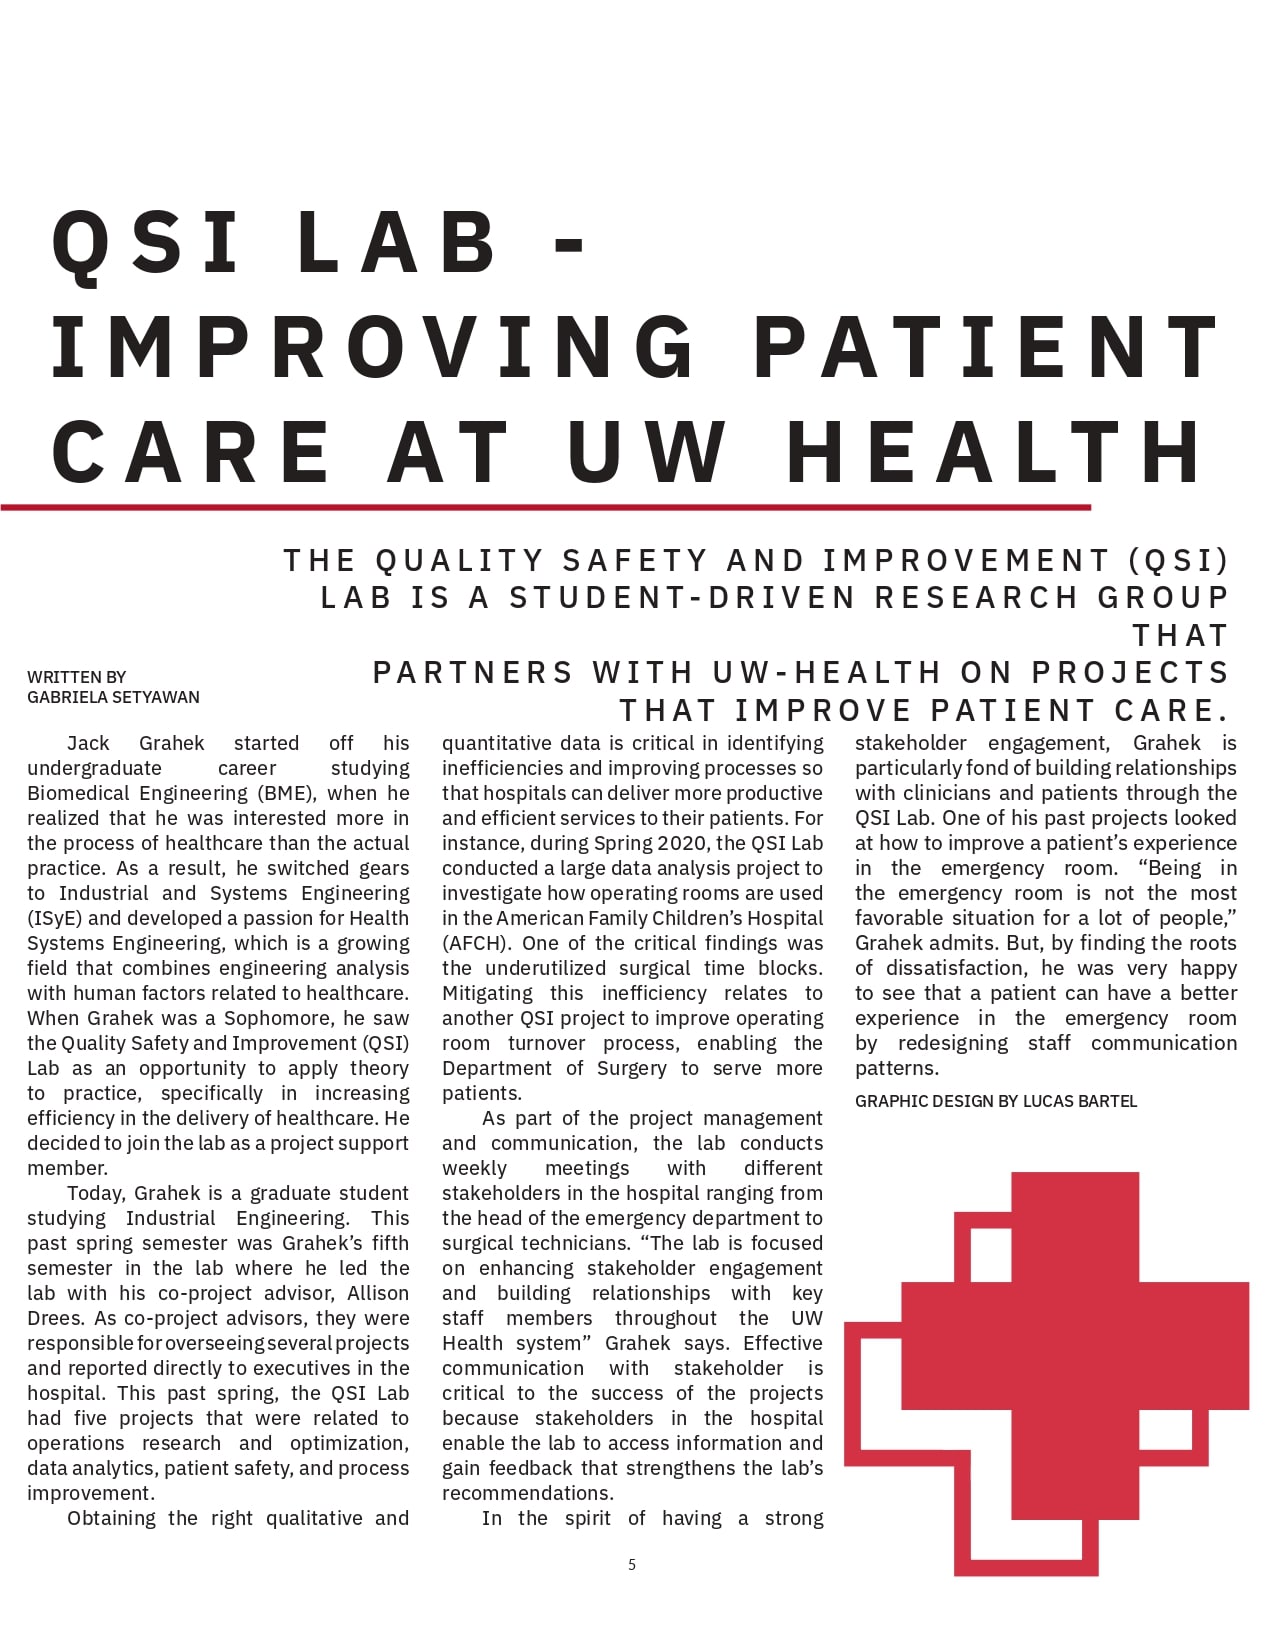 QSI LAB -
IMPROVING PATIENT
CARE AT UW HEALTH
THE QUALITY SAFETY AND IMPROVEMENT (QSI)
LAB IS A STUDENT-DRIVEN RESEARCH GROUP
THAT
PARTNERS WITH UW-HEALTH ON PROJECTS
THAT IMPROVE PATIENT CARE.
WRITTEN BY
GABRIELA SETYAWAN
Jack Grahek started off his
undergraduate career studying
Biomedical Engineering (BME), when he
realized that he was interested more in
the process of healthcare than the actual
practice. As a result, he switched gears
to Industrial and Systems Engineering
(ISyE) and developed a passion for Health
Systems Engineering, which is a growing
field that combines engineering analysis
with human factors related to healthcare.
When Grahek was a Sophomore, he saw
the Quality Safety and Improvement (QSI)
Lab as an opportunity to apply theory
to practice, specifically in increasing
efficiency in the delivery of healthcare. He
decided to join the lab as a project support
member.
Today, Grahek is a graduate student
studying Industrial Engineering. This
past spring semester was Grahek’s fifth
semester in the lab where he led the
lab with his co-project advisor, Allison
Drees. As co-project advisors, they were
responsible for overseeing several projects
and reported directly to executives in the
hospital. This past spring, the QSI Lab
had five projects that were related to
operations research and optimization,
data analytics, patient safety, and process
improvement.
Obtaining the right qualitative and
quantitative data is critical in identifying
inefficiencies and improving processes so
that hospitals can deliver more productive
and efficient services to their patients. For
instance, during Spring 2020, the QSI Lab
conducted a large data analysis project to
investigate how operating rooms are used
in the American Family Children’s Hospital
(AFCH). One of the critical findings was
the underutilized surgical time blocks.
Mitigating this inefficiency relates to
another QSI project to improve operating
room turnover process, enabling the
Department of Surgery to serve more
patients.
As part of the project management
and communication, the lab conducts
weekly meetings with different
stakeholders in the hospital ranging from
the head of the emergency department to
surgical technicians. “The lab is focused
on enhancing stakeholder engagement
and building relationships with key
staff members throughout the UW
Health system” Grahek says. Effective
communication with stakeholder is
critical to the success of the projects
because stakeholders in the hospital
enable the lab to access information and
gain feedback that strengthens the lab’s
recommendations.
In the spirit of having a strong
stakeholder engagement, Grahek is
particularly fond of building relationships
with clinicians and patients through the
QSI Lab. One of his past projects looked
at how to improve a patient’s experience
in the emergency room. “Being in
the emergency room is not the most
favorable situation for a lot of people,”
Grahek admits. But, by finding the roots
of dissatisfaction, he was very happy
to see that a patient can have a better
experience in the emergency room
by redesigning staff communication
patterns.
GRAPHIC DESIGN BY LUCAS BARTEL
5